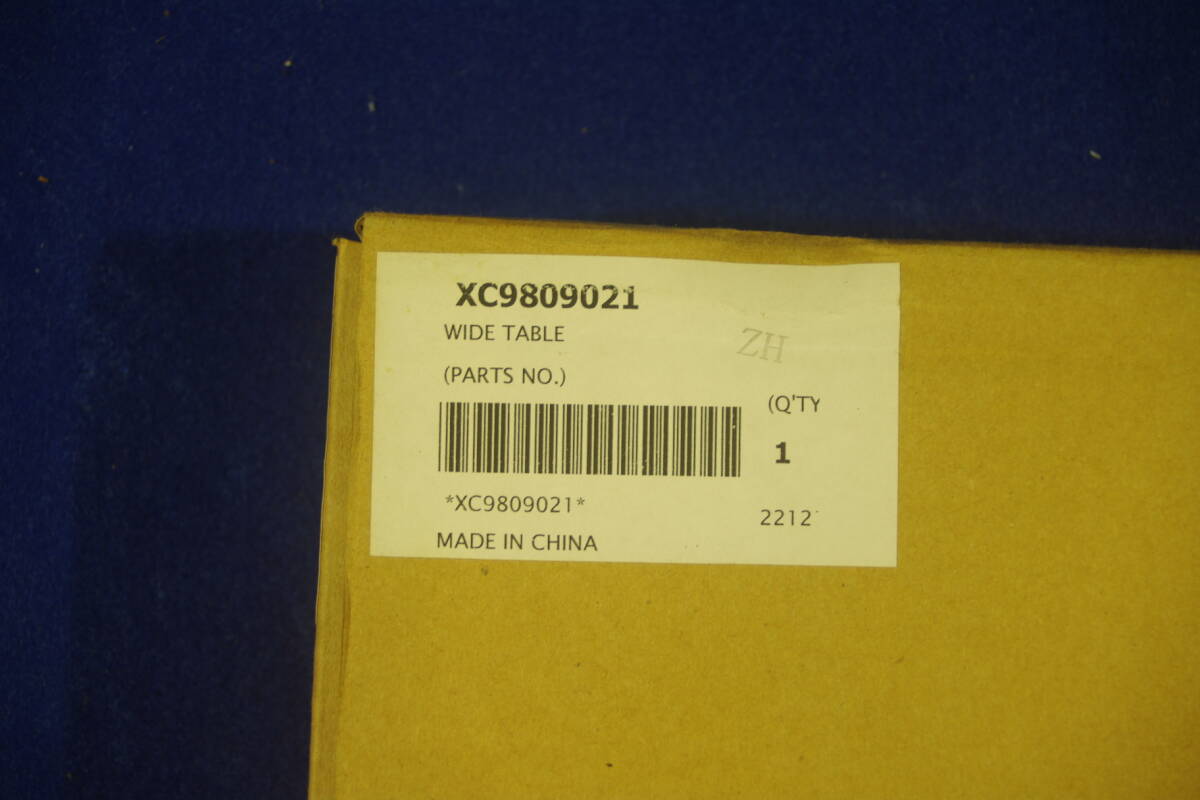 XC9809021
WIDE TABLE
ZH
(PARTS NO.)
(Q'TY
1
*XC9809021*
2212
MADE IN CHINA